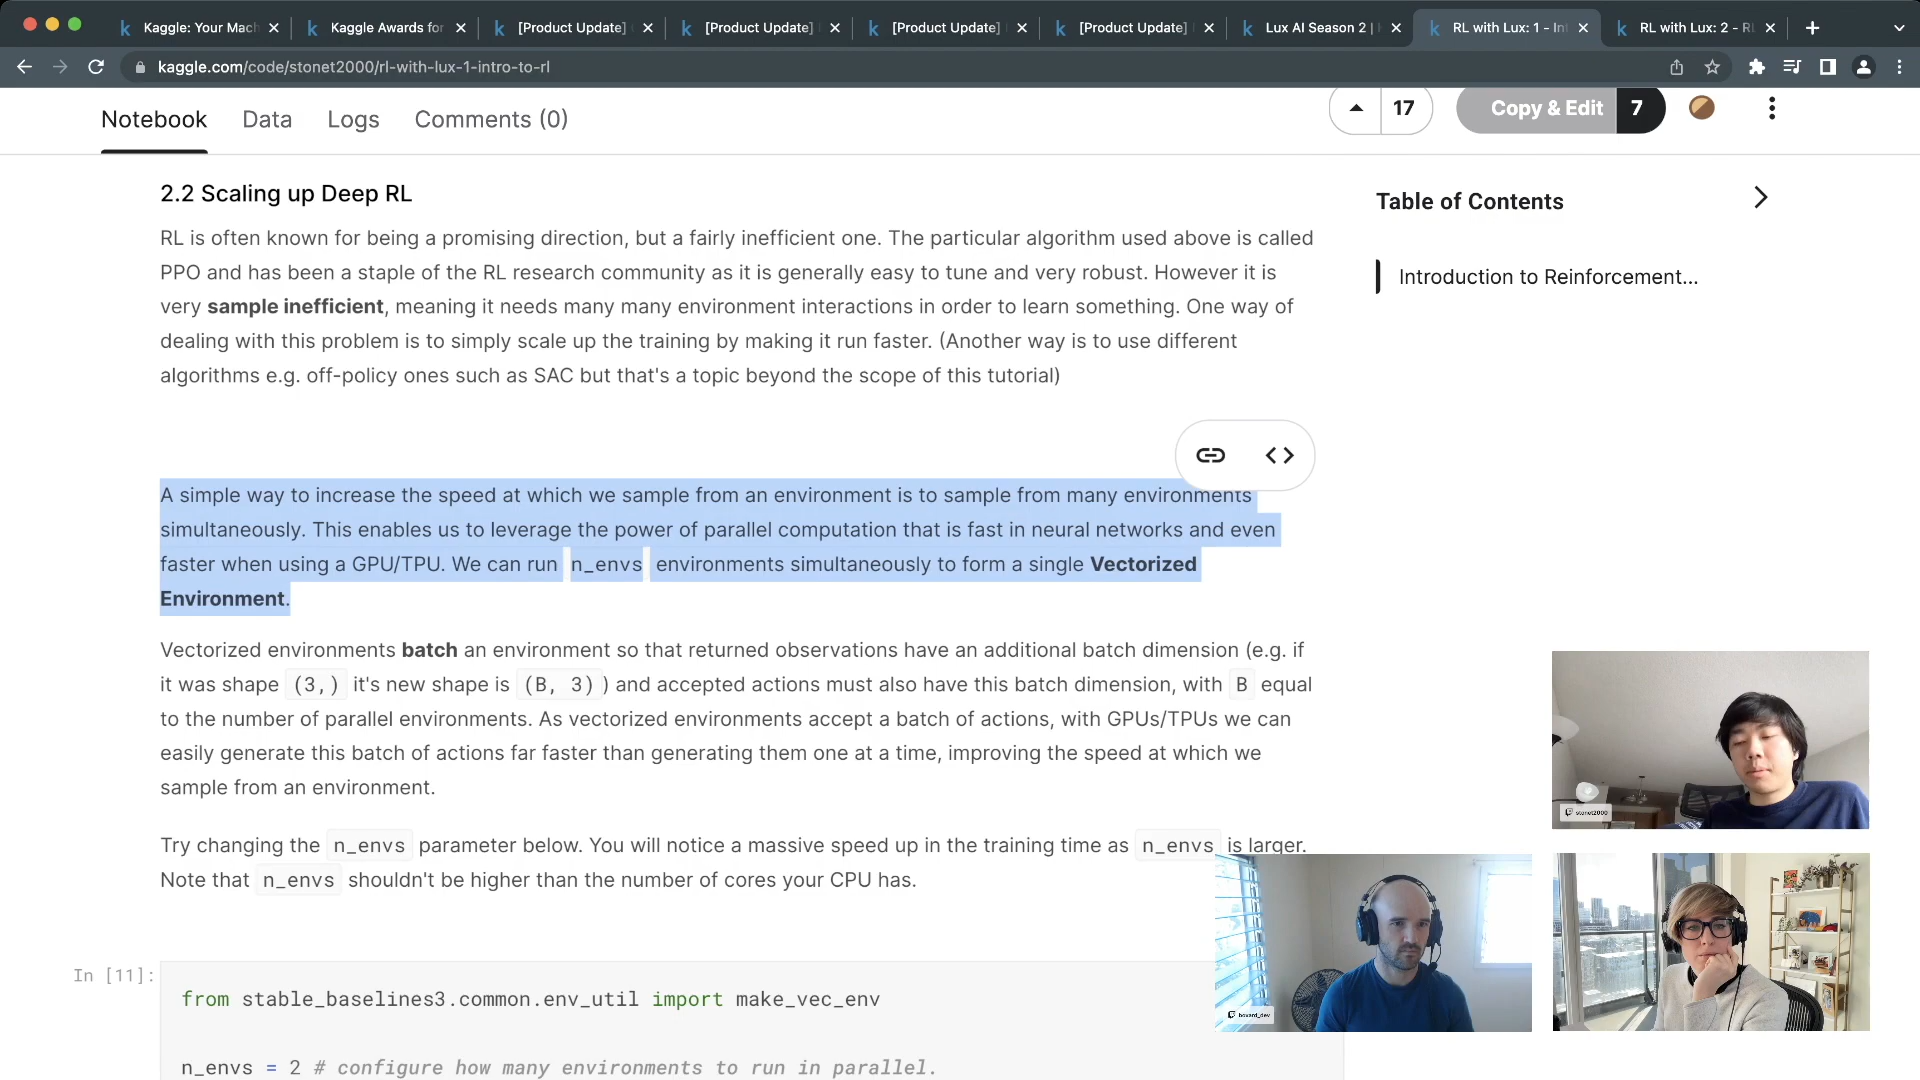 Kaggle: Your Mach
Kaggle Awards for
[Product Update]
[Product Update]
[Product Update]
[Product Update]
Lux AI Season 2 |
RL with Lux: 1 - Int
RL with Lux: 2 - RL
kaggle.com/code/stonet2000/rl-with-lux-1-intro-to-rl
Notebook
Data
Logs
Comments (0)
17
Copy & Edit
7
2.2 Scaling up Deep RL
RL is often known for being a promising direction, but a fairly inefficient one. The particular algorithm used above is called
PPO and has been a staple of the RL research community as it is generally easy to tune and very robust. However it is
very sample inefficient, meaning it needs many many environment interactions in order to learn something. One way of
dealing with this problem is to simply scale up the training by making it run faster. (Another way is to use different
algorithms e.g. off-policy ones such as SAC but that's a topic beyond the scope of this tutorial)
Table of Contents
Introduction to Reinforcement...
A simple way to increase the speed at which we sample from an environment is to sample from many environments
simultaneously. This enables us to leverage the power of parallel computation that is fast in neural networks and even
faster when using a GPU/TPU. We can run n_envs environments simultaneously to form a single Vectorized
Environment.
Vectorized environments batch an environment so that returned observations have an additional batch dimension (e.g. if
it was shape (3,) it's new shape is (B, 3) ) and accepted actions must also have this batch dimension, with B equal
to the number of parallel environments. As vectorized environments accept a batch of actions, with GPUs/TPUs we can
easily generate this batch of actions far faster than generating them one at a time, improving the speed at which we
sample from an environment.
Try changing the n_envs parameter below. You will notice a massive speed up in the training time as n_envs is larger.
Note that n_envs shouldn't be higher than the number of cores your CPU has.
In [11]:
from stable_baselines3.common.env_util import make_vec_env
n_envs = 2 # configure how many environments to run in parallel.
stonet2000
bovard_dev